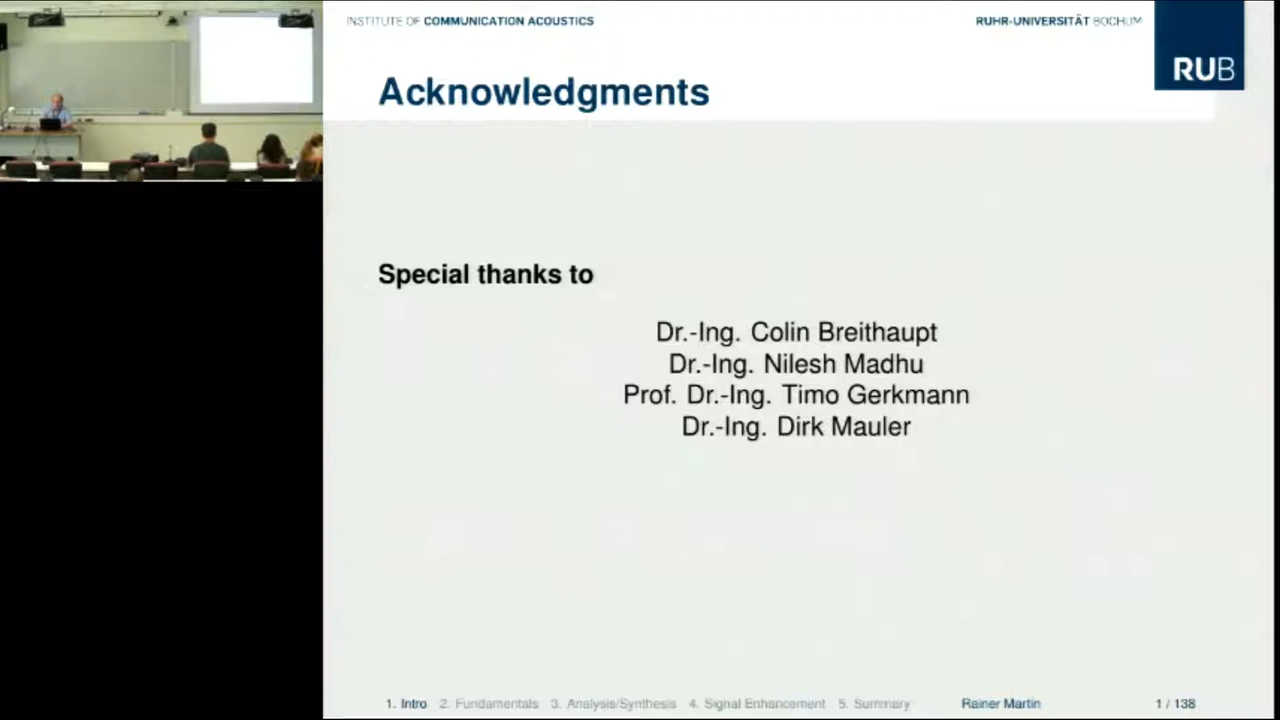 INSTITUTE OF COMMUNICATION ACOUSTICS
RUHR-UNIVERSITÄT BOCHUM
RUB
Acknowledgments
Special thanks to
Dr.-Ing. Colin Breithaupt
Dr.-Ing. Nilesh Madhu
Prof. Dr.-Ing. Timo Gerkmann
Dr.-Ing. Dirk Mauler
1. Intro 2. Fundamentals 3. Analysis/Synthesis 4. Signal Enhancement 5. Summary Rainer Martin 1 / 138